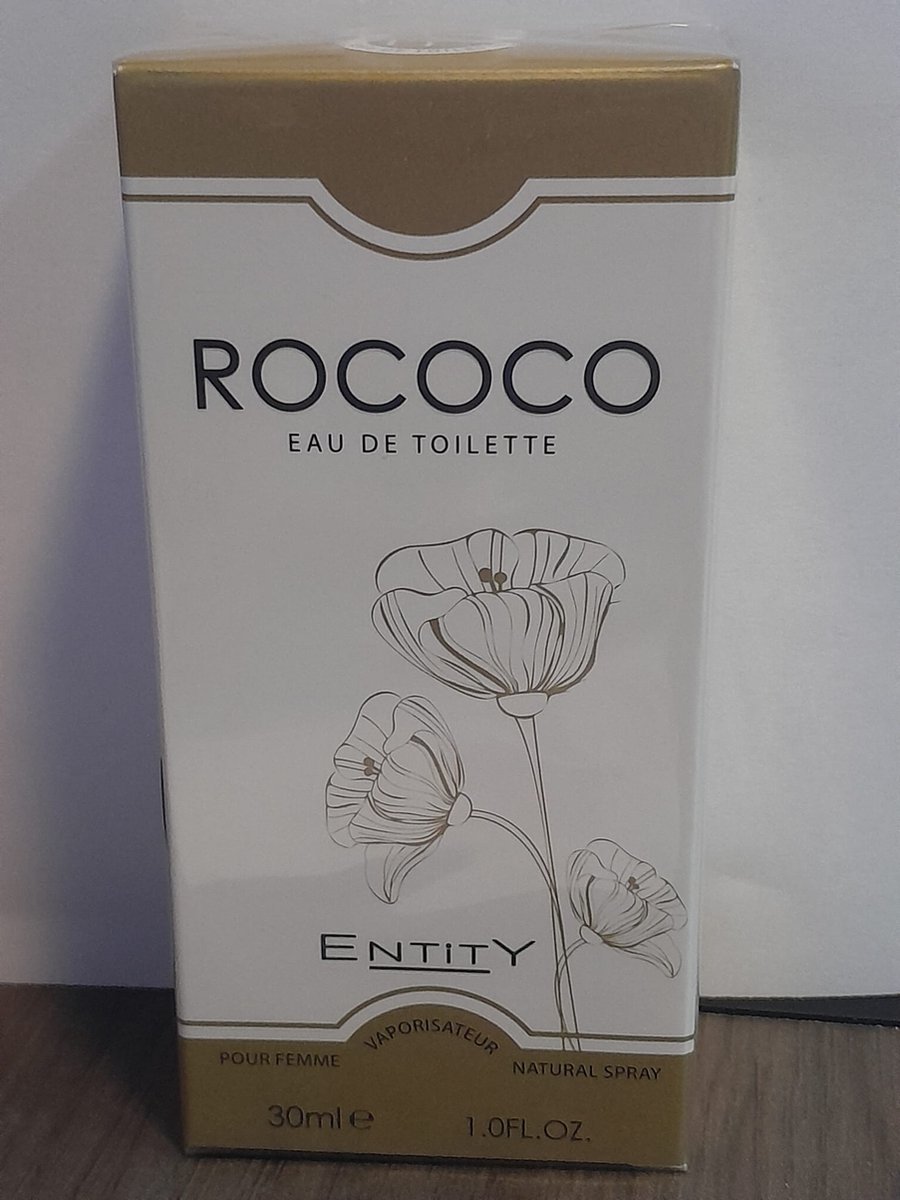 ROCOCO
EAU DE TOILETTE
ENTiTY
VAPORISATEUR
POUR FEMME
NATURAL SPRAY
30ml ℮
1.0FL.OZ.